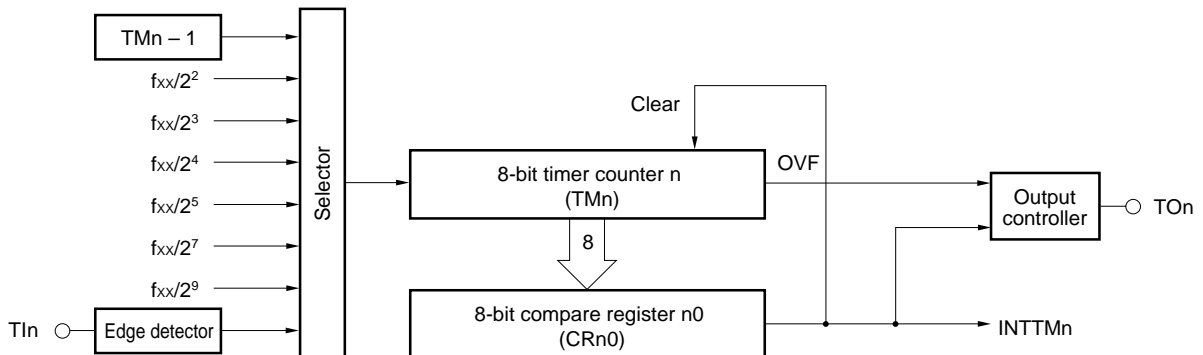 TMn – 1
fxx/2²
fxx/2³
fxx/2⁴
fxx/2⁵
fxx/2⁷
fxx/2⁹
TIn
Edge detector
Selector
Clear
8-bit timer counter n
(TMn)
OVF
8
8-bit compare register n0
(CRn0)
Output
controller
TOn
INTTMn